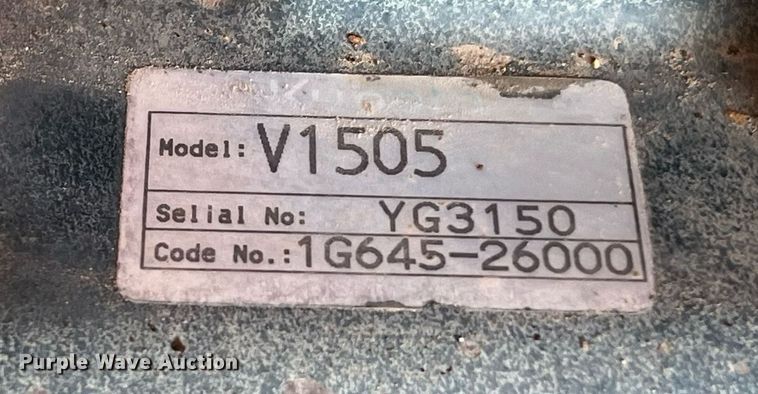 Model: V1505
Selial No: YG3150
Code No.: 1G645-26000
Purple Wave Auction